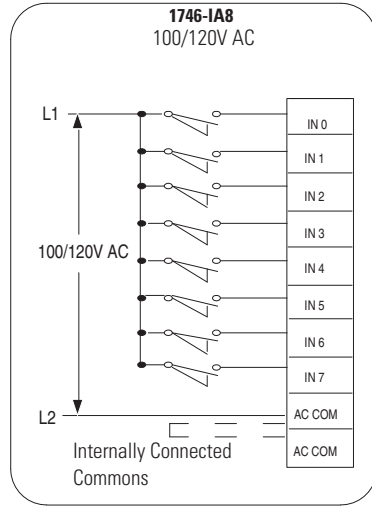 1746-IA8
100/120V AC
L1
IN 0
IN 1
IN 2
IN 3
100/120V AC
IN 4
IN 5
IN 6
IN 7
L2
AC COM
Internally Connected
Commons
AC COM